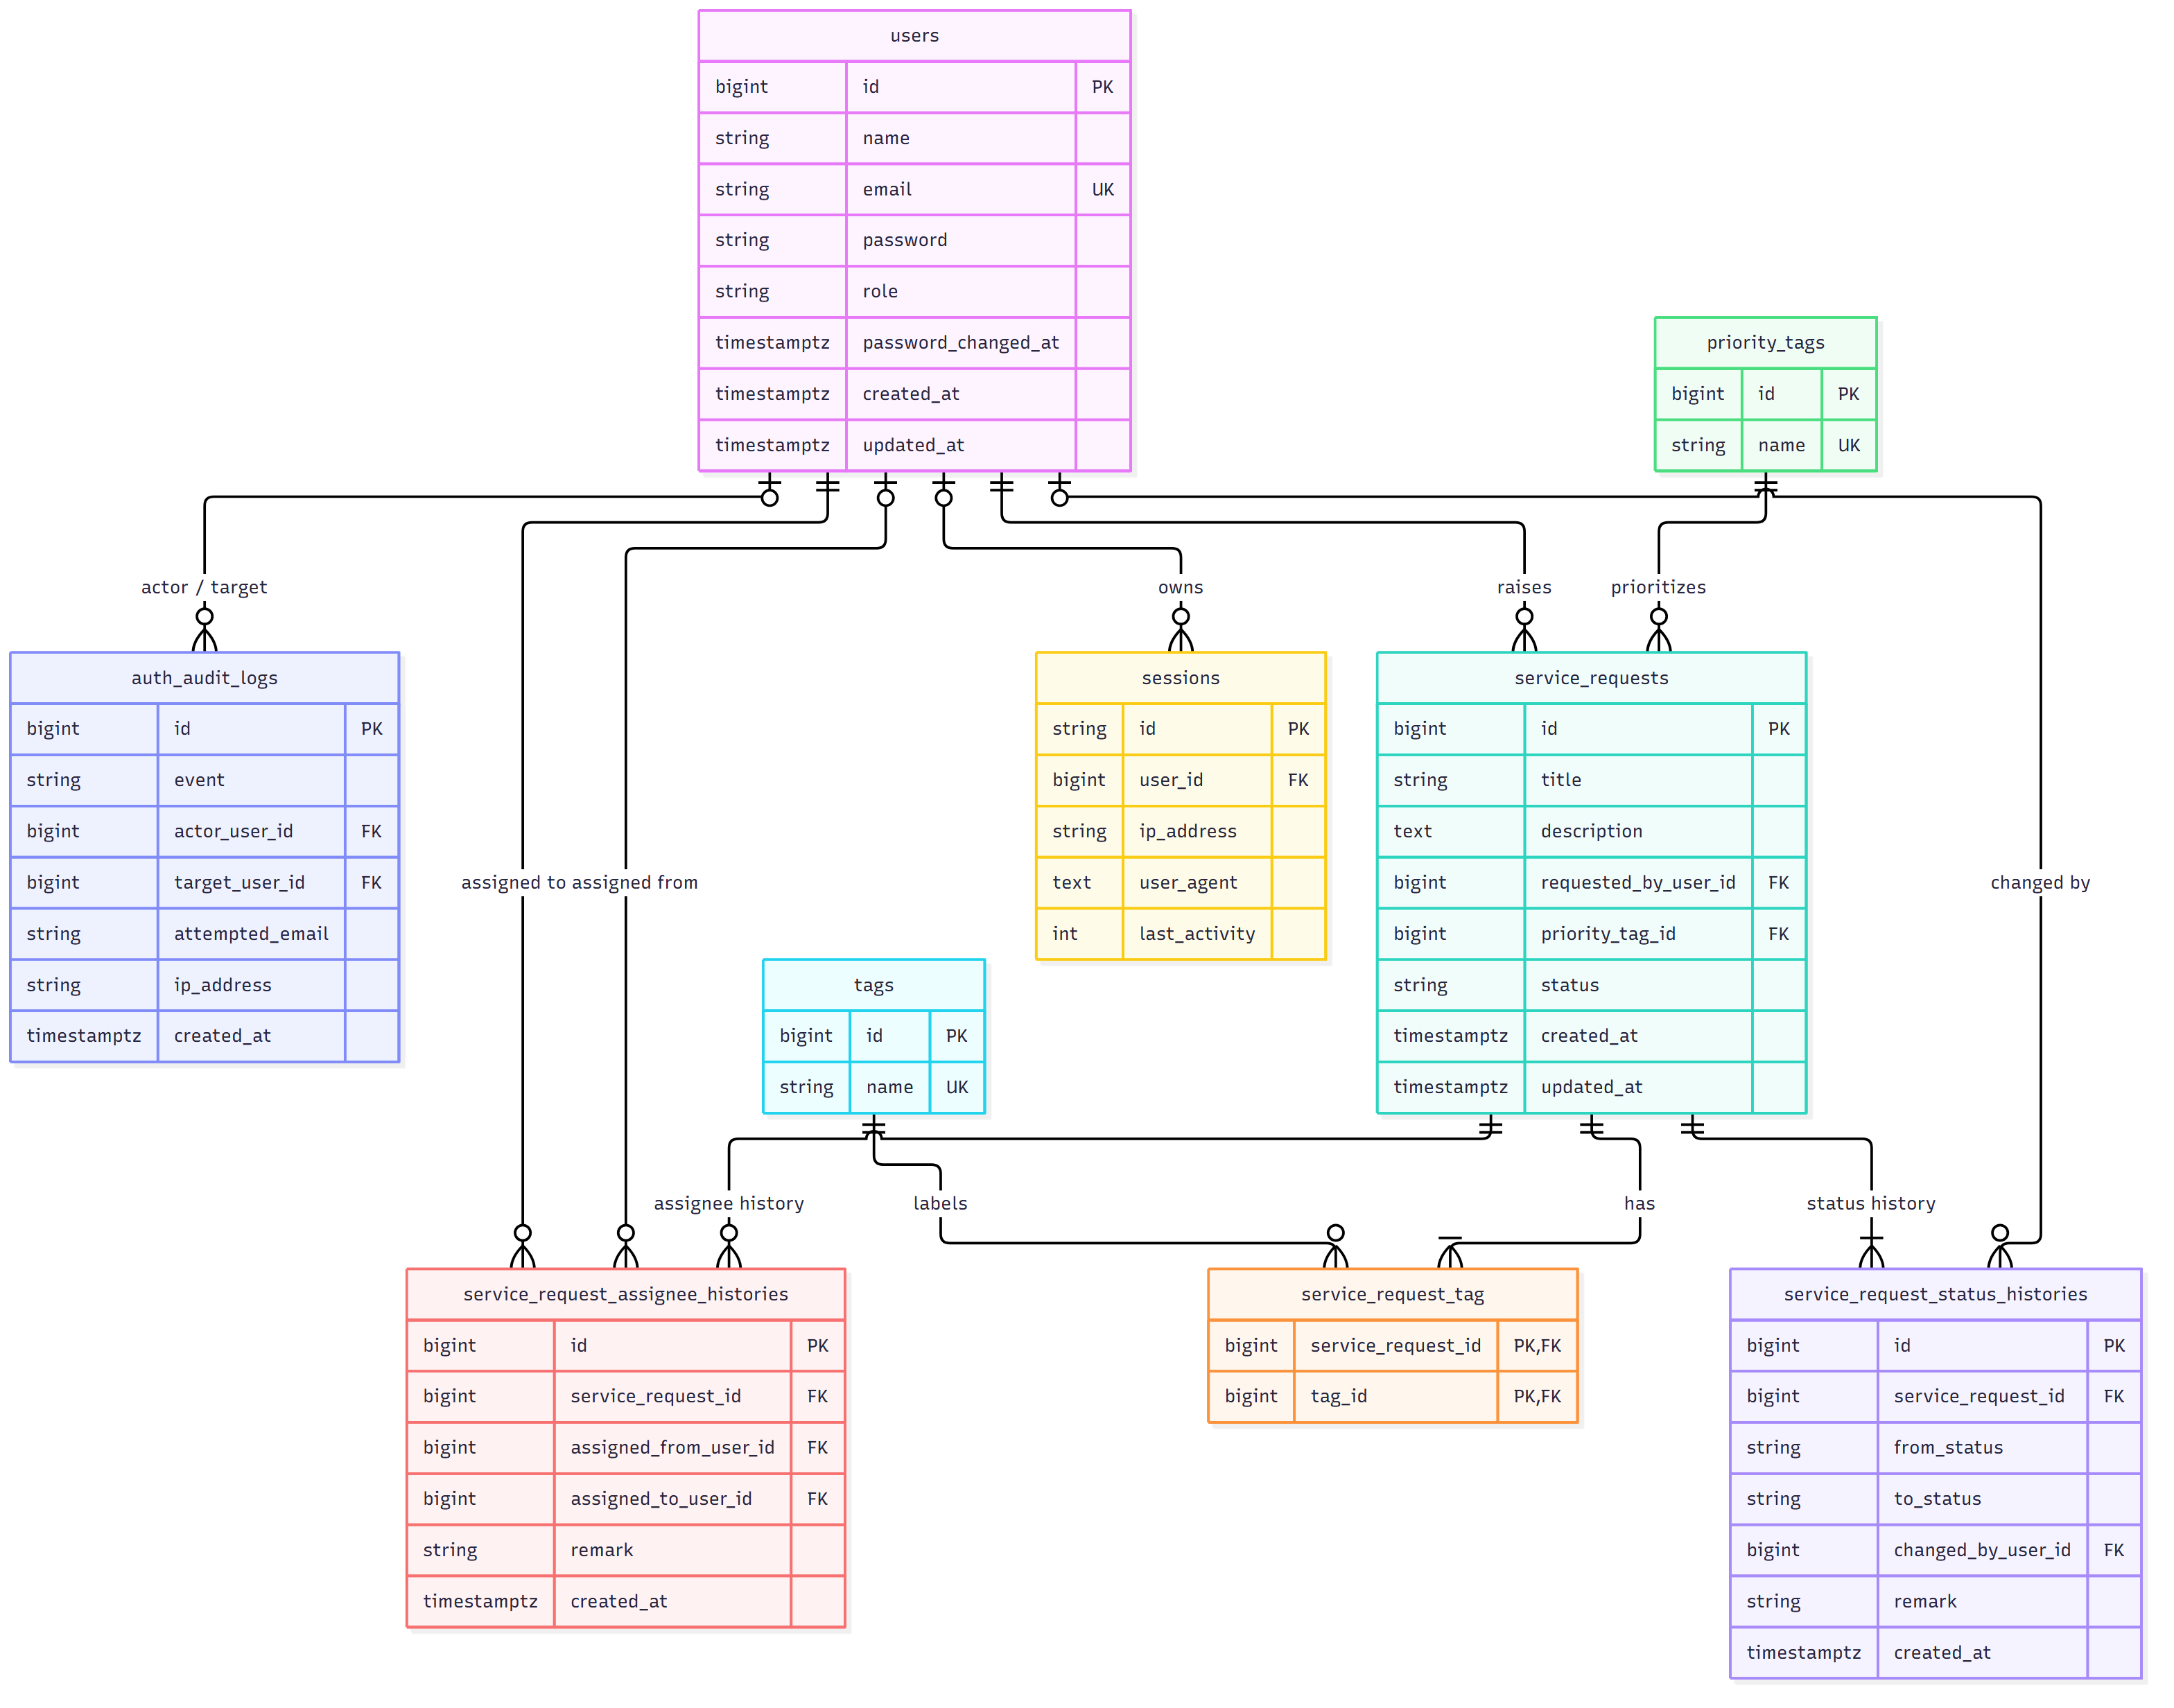 users
bigint id PK
string name
string email UK
string password
string role
timestamptz password_changed_at
timestamptz created_at
timestamptz updated_at
priority_tags
bigint id PK
string name UK
actor / target
owns
raises
prioritizes
auth_audit_logs
bigint id PK
string event
bigint actor_user_id FK
bigint target_user_id FK
string attempted_email
string ip_address
timestamptz created_at
assigned to
assigned from
sessions
string id PK
bigint user_id FK
string ip_address
text user_agent
int last_activity
service_requests
bigint id PK
string title
text description
bigint requested_by_user_id FK
bigint priority_tag_id FK
string status
timestamptz created_at
timestamptz updated_at
changed by
tags
bigint id PK
string name UK
assignee history
labels
has
status history
service_request_assignee_histories
bigint id PK
bigint service_request_id FK
bigint assigned_from_user_id FK
bigint assigned_to_user_id FK
string remark
timestamptz created_at
service_request_tag
bigint service_request_id PK,FK
bigint tag_id PK,FK
service_request_status_histories
bigint id PK
bigint service_request_id FK
string from_status
string to_status
bigint changed_by_user_id FK
string remark
timestamptz created_at